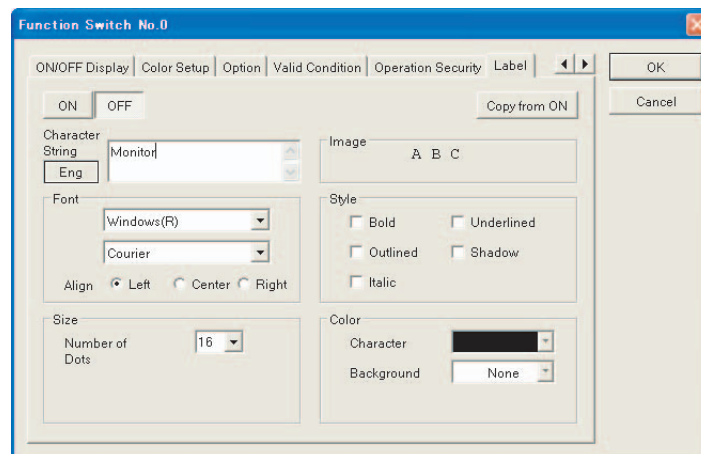 Function Switch No.0
ON/OFF Display Color Setup Option Valid Condition Operation Security Label
OK
Cancel
ON OFF Copy from ON
Character
String
Monitor
Eng
Image
A B C
Font
Windows(R)
Courier
Align Left Center Right
Style
Bold Underlined
Outlined Shadow
Italic
Size
Number of
Dots
16
Color
Character
Background None